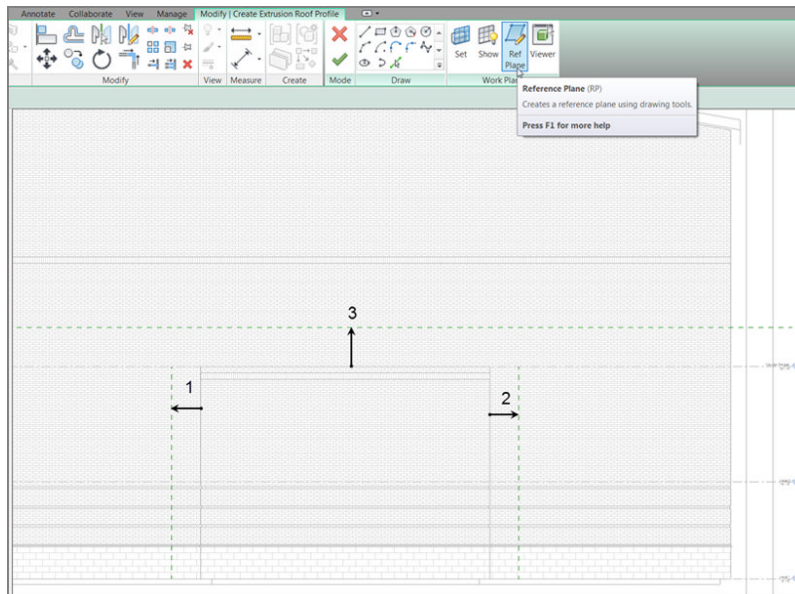 Annotate Collaborate View Manage Modify | Create Extrusion Roof Profile
Set Show Ref Plane Viewer
Modify View Measure Create Mode Draw Work Plane
Reference Plane (RP)
Creates a reference plane using drawing tools.
Press F1 for more help
3
1
2